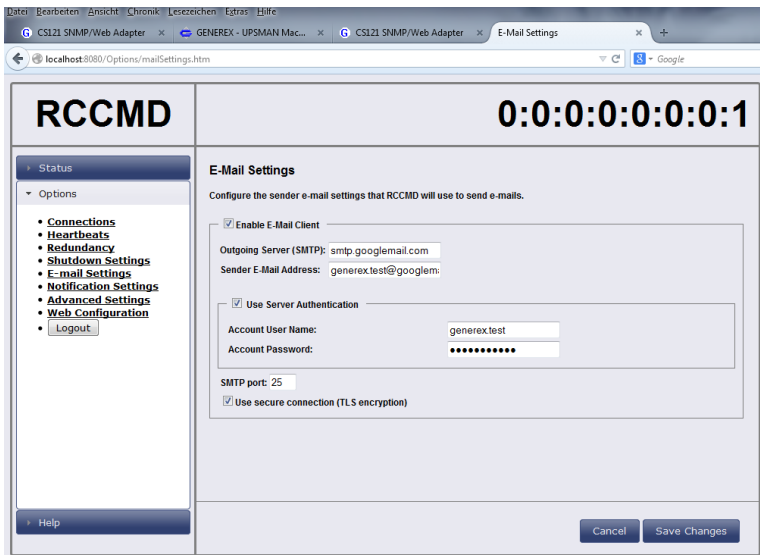 Datei Bearbeiten Ansicht Chronik Lesezeichen Extras Hilfe
CS121 SNMP/Web Adapter × GENEREX - UPSMAN Mac... × CS121 SNMP/Web Adapter × E-Mail Settings × +
localhost:8080/Options/mailSettings.htm Google
RCCMD
0:0:0:0:0:0:0:1
Status
Options
• Connections
• Heartbeats
• Redundancy
• Shutdown Settings
• E-mail Settings
• Notification Settings
• Advanced Settings
• Web Configuration
• Logout
Help
E-Mail Settings
Configure the sender e-mail settings that RCCMD will use to send e-mails.
Enable E-Mail Client
Outgoing Server (SMTP): smtp.googlemail.com
Sender E-Mail Address: generex.test@googlem
Use Server Authentication
Account User Name: generex.test
Account Password: •••••••••••
SMTP port: 25
Use secure connection (TLS encryption)
Cancel Save Changes